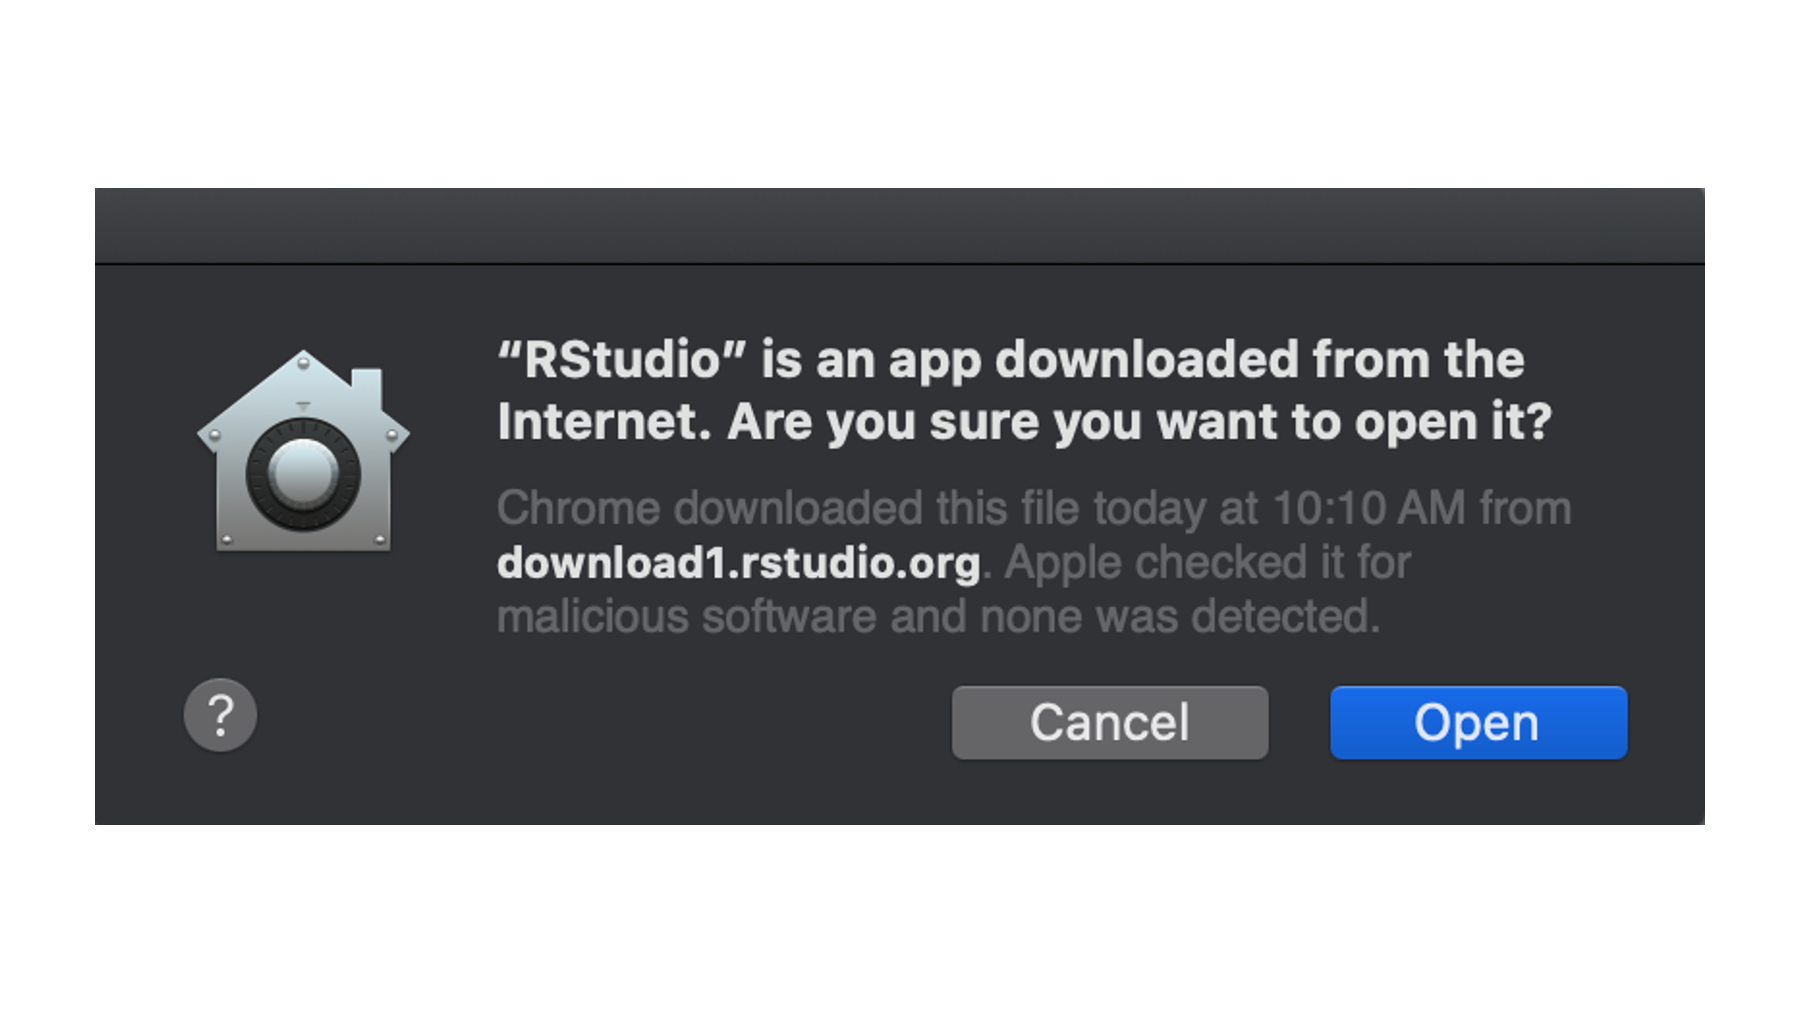 “RStudio” is an app downloaded from the
Internet. Are you sure you want to open it?
Chrome downloaded this file today at 10:10 AM from
download1.rstudio.org. Apple checked it for
malicious software and none was detected.
?
Cancel
Open